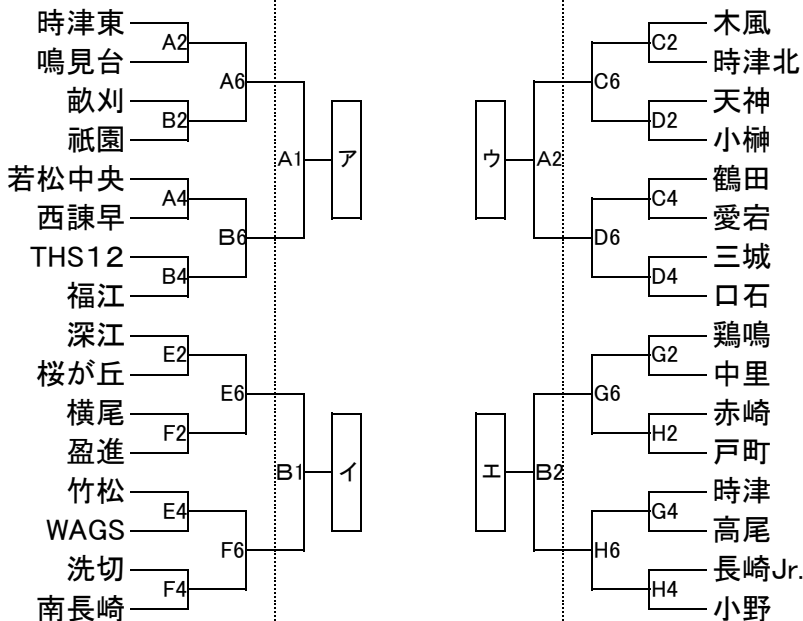 時津東 木風
A2 C2
鳴見台 時津北
A6 C6
畝刈 天神
B2 D2
祇園 小榊
A1 ア ウ A2
若松中央 鶴田
A4 C4
西諫早 愛宕
B6 D6
THS12 三城
B4 D4
福江 口石
深江 鶏鳴
E2 G2
桜が丘 中里
E6 G6
横尾 赤崎
F2 H2
盈進 戸町
B1 イ エ B2
竹松 時津
E4 G4
WAGS 高尾
F6 H6
洗切 長崎Jr.
F4 H4
南長崎 小野